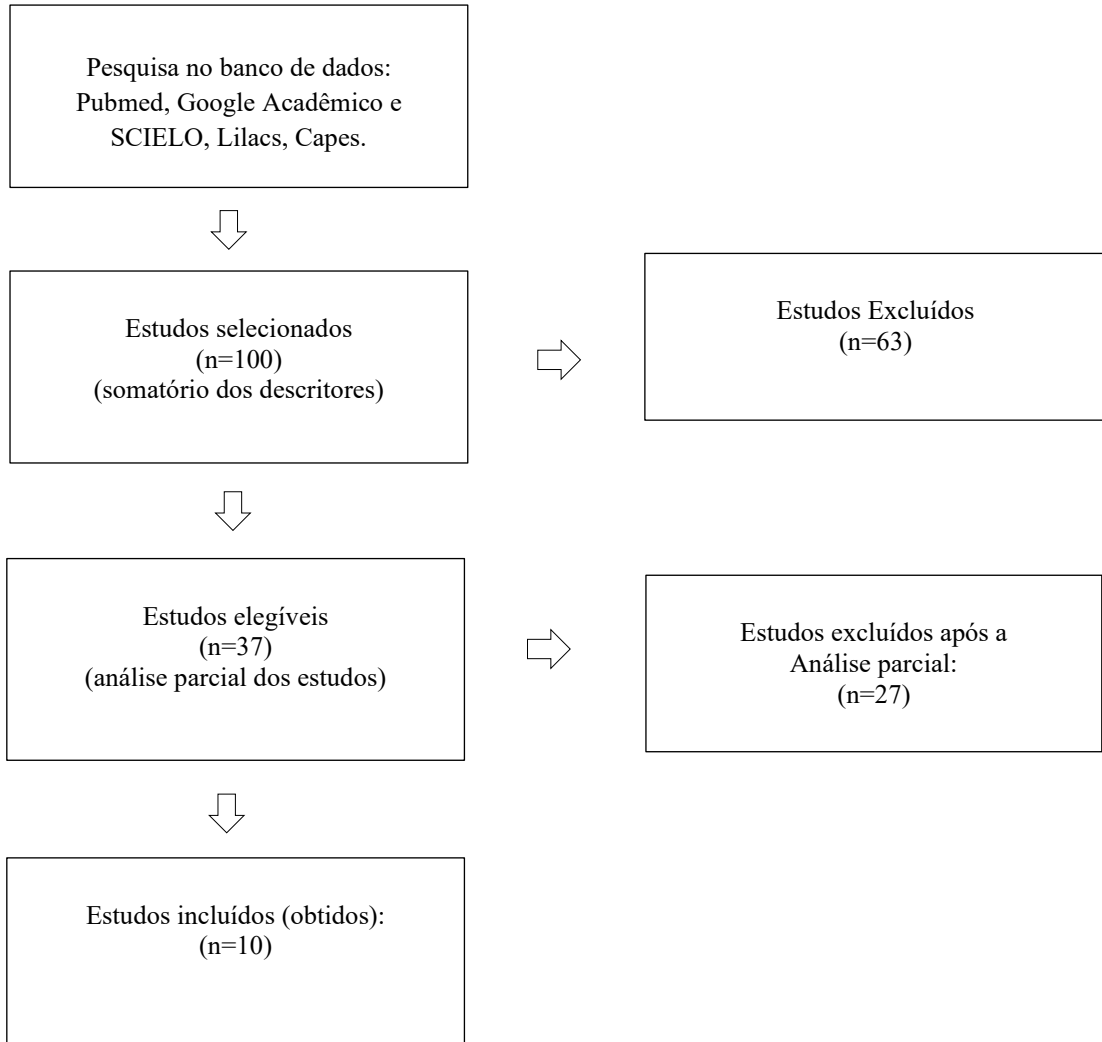 Pesquisa no banco de dados:
Pubmed, Google Acadêmico e
SCIELO, Lilacs, Capes.
Estudos selecionados
(n=100)
(somatório dos descritores)
Estudos Excluídos
(n=63)
Estudos elegíveis
(n=37)
(análise parcial dos estudos)
Estudos excluídos após a
Análise parcial:
(n=27)
Estudos incluídos (obtidos):
(n=10)